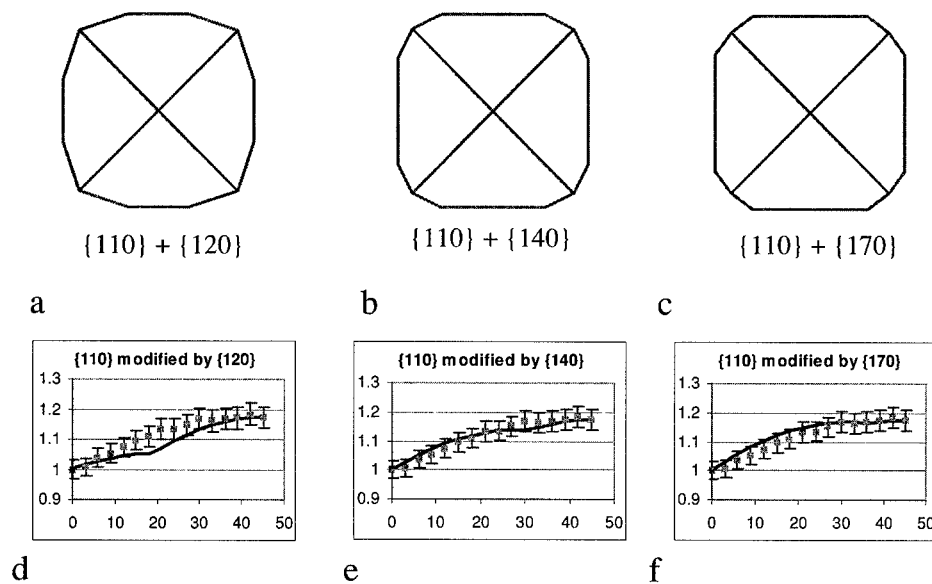 {110} + {120}
{110} + {140}
{110} + {170}
a
b
c
{110} modified by {120}
1.3
1.2
1.1
1
0.9
0 10 20 30 40 50
{110} modified by {140}
1.3
1.2
1.1
1
0.9
0 10 20 30 40 50
{110} modified by {170}
1.3
1.2
1.1
1
0.9
0 10 20 30 40 50
d
e
f